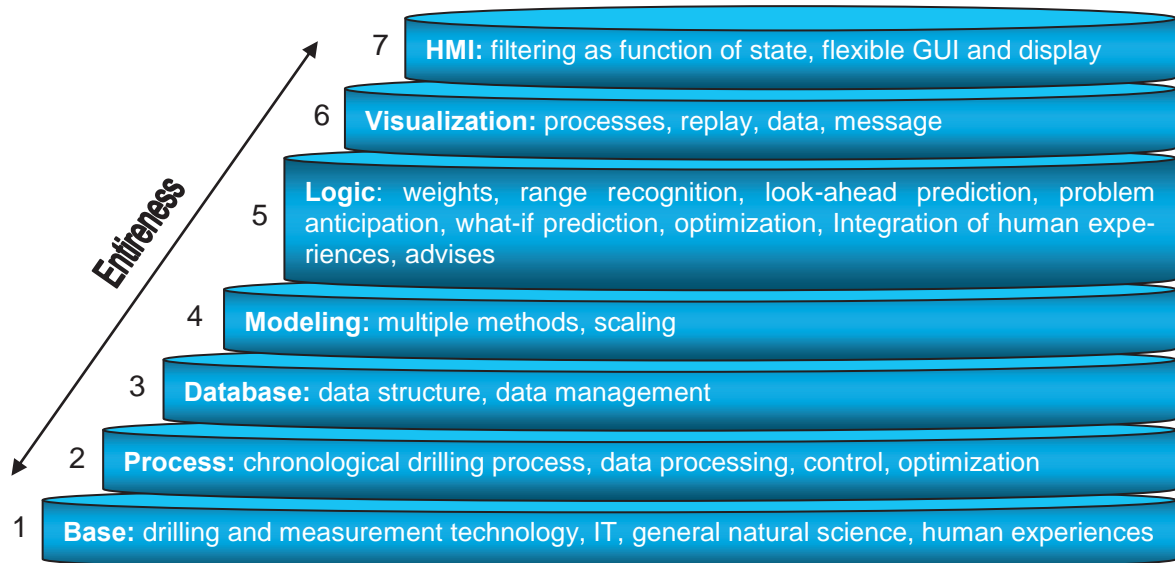 7
HMI: filtering as function of state, flexible GUI and display
6
Visualization: processes, replay, data, message
Entireness
5
Logic: weights, range recognition, look-ahead prediction, problem
anticipation, what-if prediction, optimization, Integration of human expe-
riences, advises
4
Modeling: multiple methods, scaling
3
Database: data structure, data management
2
Process: chronological drilling process, data processing, control, optimization
1
Base: drilling and measurement technology, IT, general natural science, human experiences